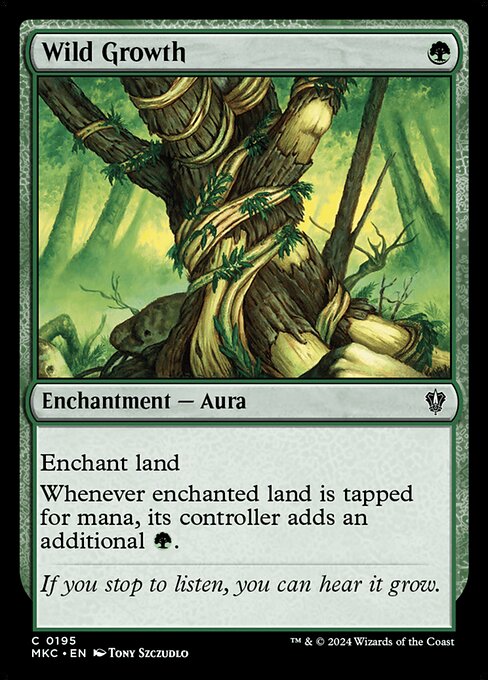 Wild Growth
Enchantment — Aura
Enchant land
Whenever enchanted land is tapped
for mana, its controller adds an
additional .
If you stop to listen, you can hear it grow.
C 0195
MKC • EN Tony Szczudlo
™ & © 2024 Wizards of the Coast